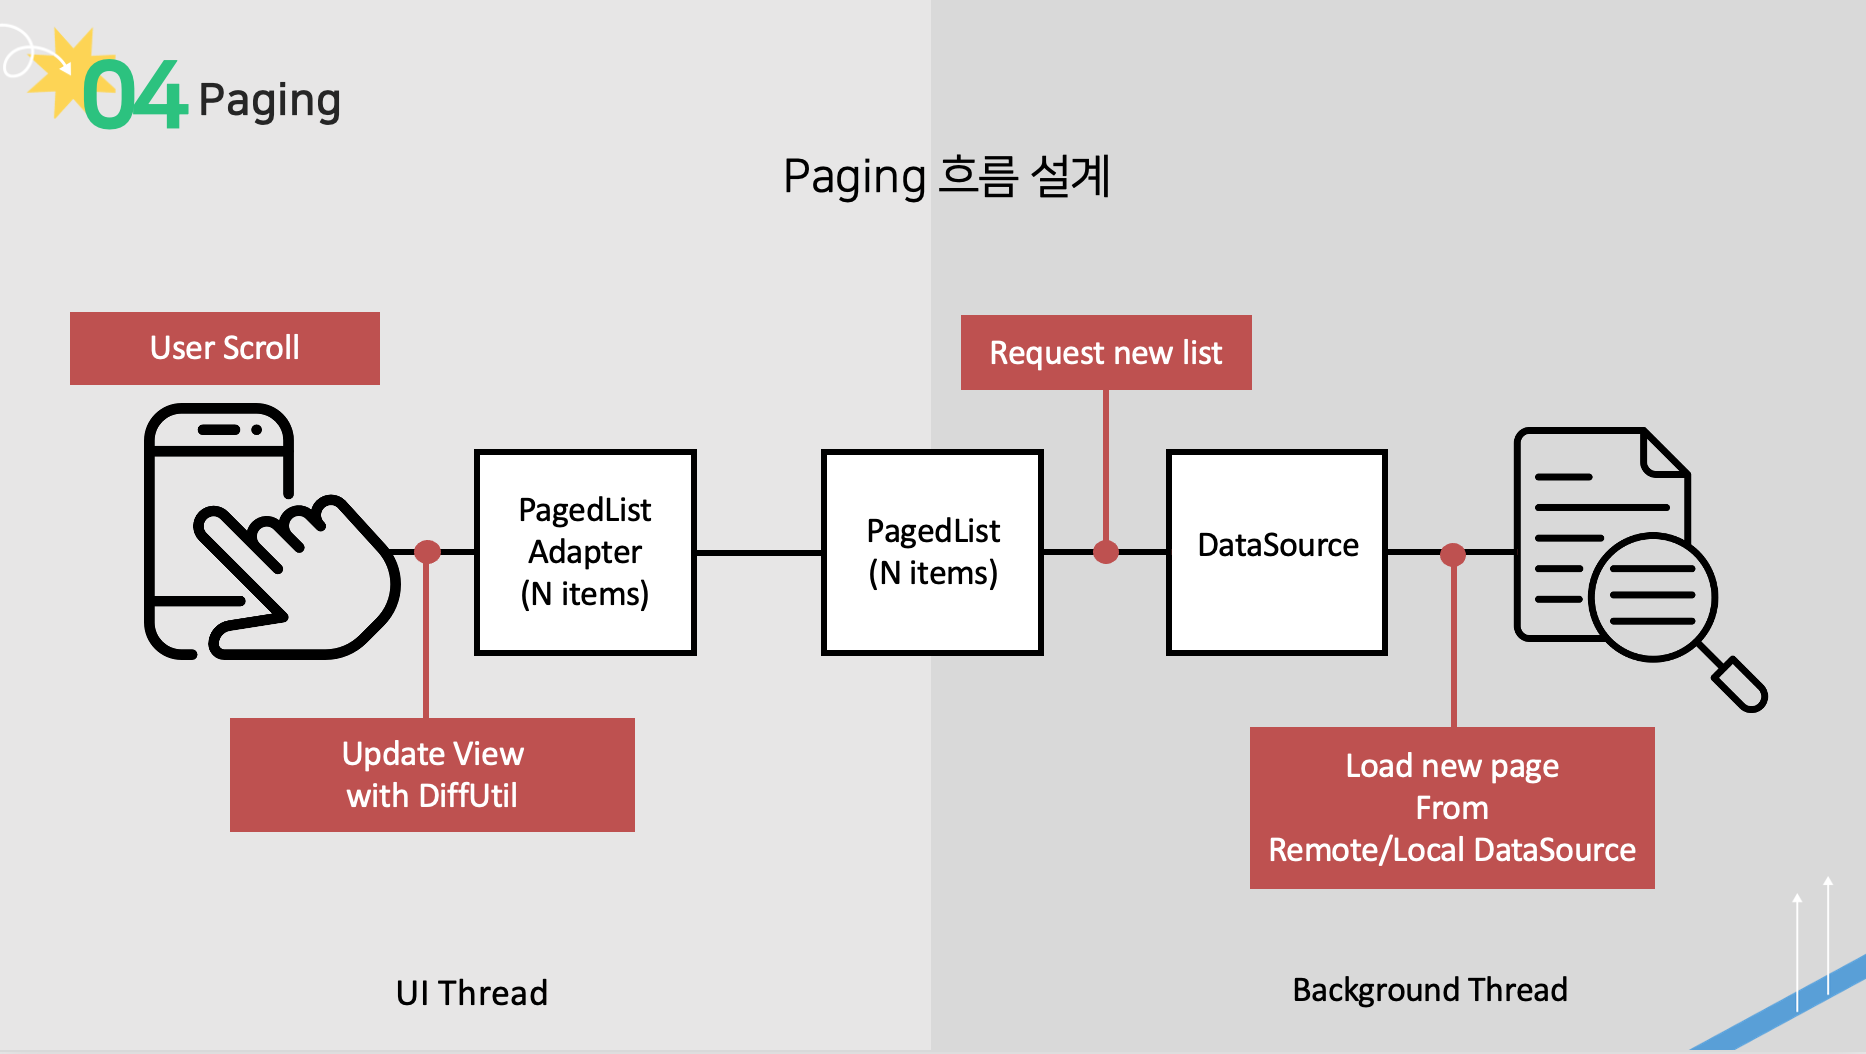 04 Paging
Paging 흐름 설계
User Scroll
Request new list
PagedList
Adapter
(N items)
PagedList
(N items)
DataSource
Update View
with DiffUtil
Load new page
From
Remote/Local DataSource
UI Thread
Background Thread